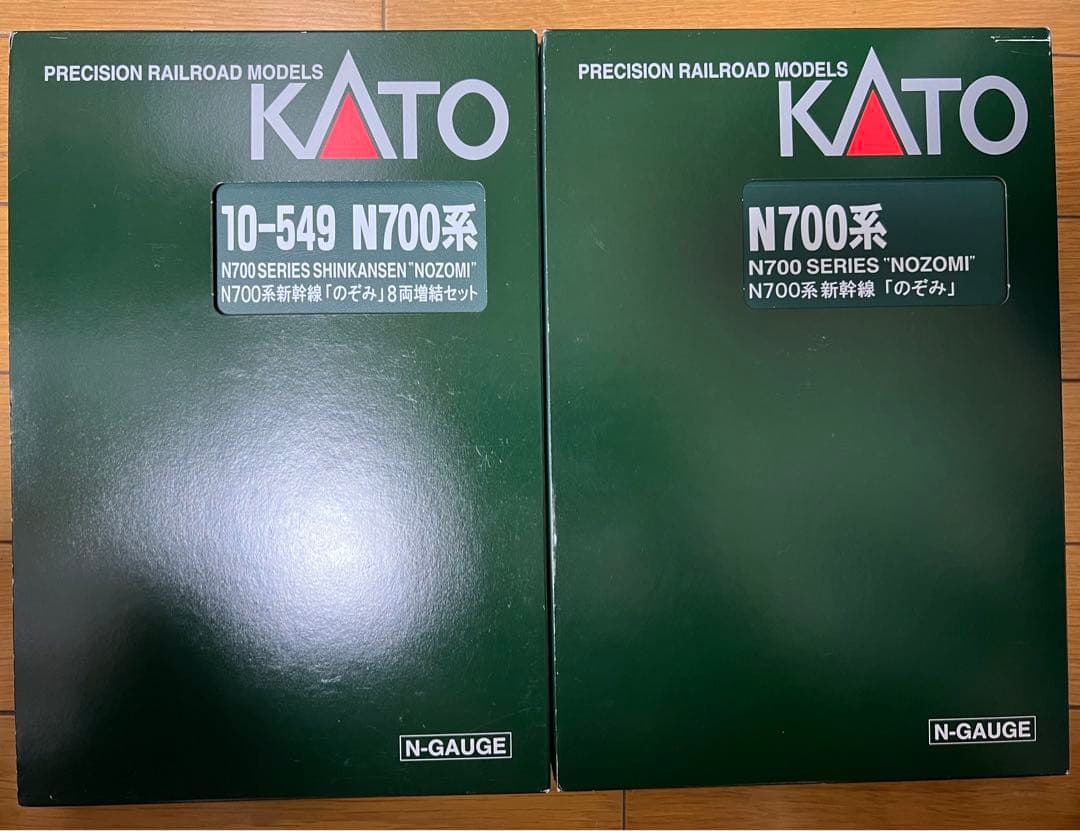 PRECISION RAILROAD MODELS
KATO
10-549 N700系
N700 SERIES SHINKANSEN "NOZOMI"
N700系新幹線「のぞみ」8両増結セット
N-GAUGE
PRECISION RAILROAD MODELS
KATO
N700系
N700 SERIES "NOZOMI"
N700系新幹線「のぞみ」
N-GAUGE